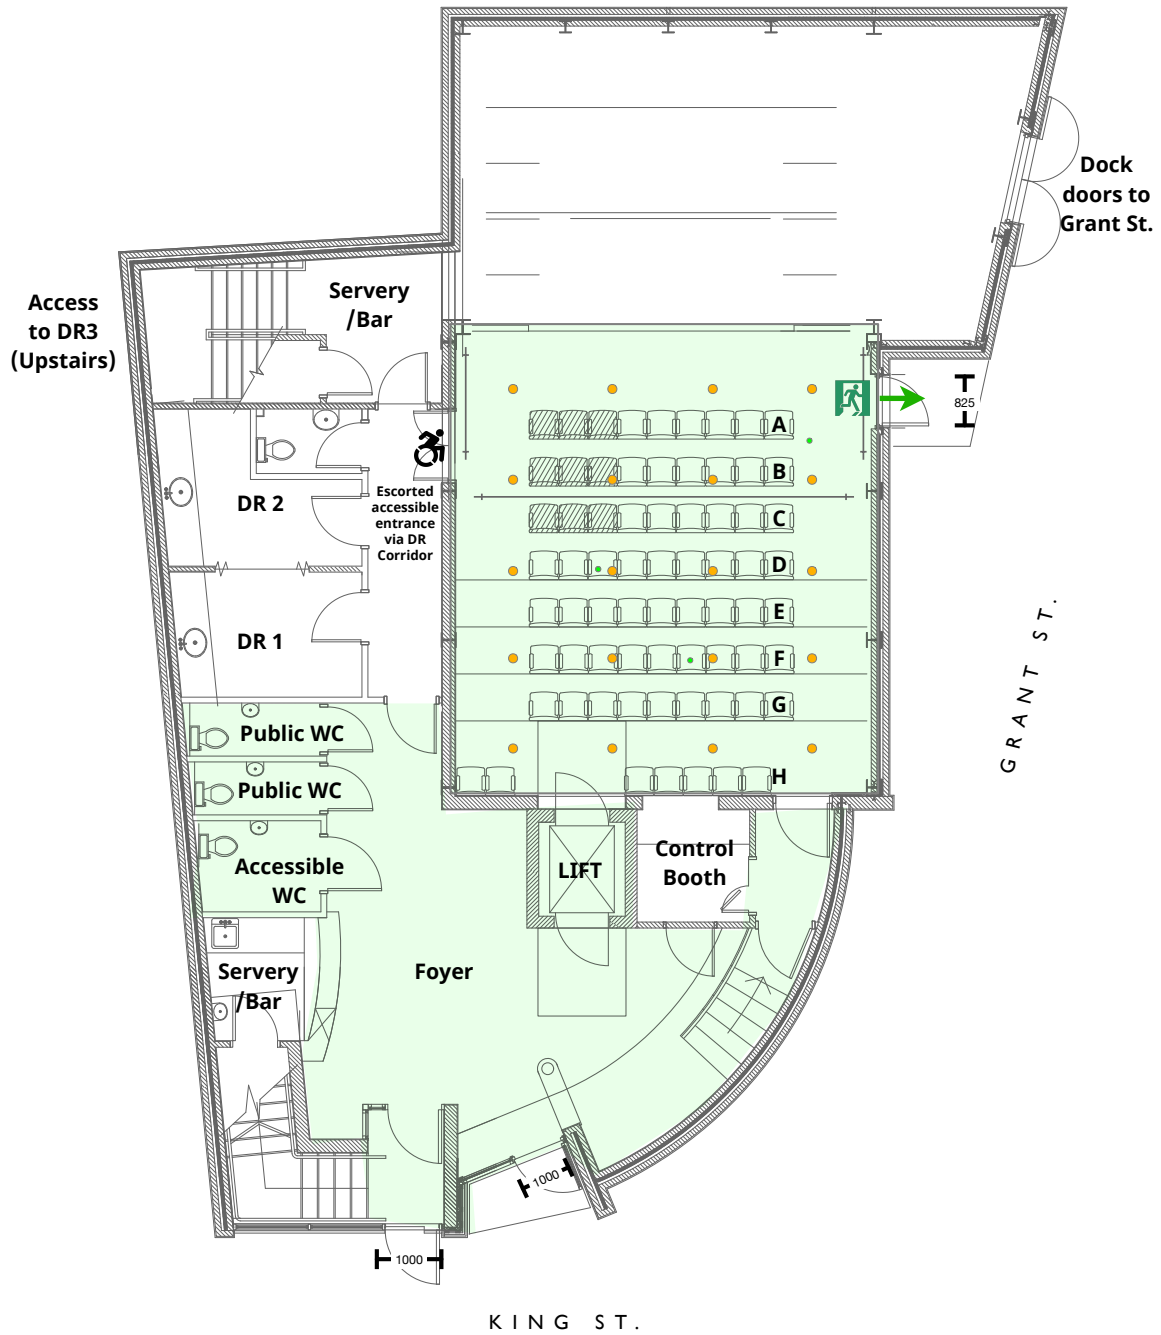 Dock
doors to
Grant St.
Servery
/Bar
Access
to DR3
(Upstairs)
825
A
B
Escorted
accessible
entrance
via DR
Corridor
DR 2
C
D
E
DR 1
F
G
GRANT ST.
Public WC
H
Public WC
Accessible
WC
LIFT
Control
Booth
Servery
/Bar
Foyer
1000
1000
KING ST.